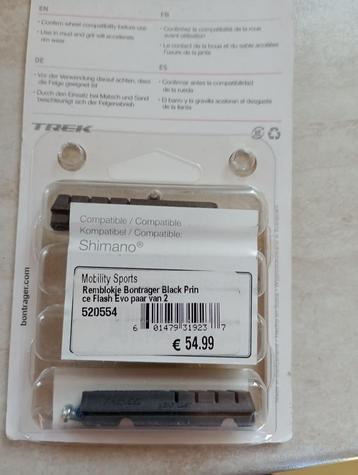 EN
• Confirm wheel compatibility before use
• Use in mud and grit will accelerate
rim wear
FR
• Confirmez la compatibilité de la roue
avant utilisation
• Le contact de la boue et du sable accélère
l'usure de la jante
DE
• Vor der Verwendung darauf achten, dass
die Felge geeignet ist
• Durch den Einsatz bei Matsch und Sand
beschleunigt sich der Felgenabrieb
ES
• Confirmar antes la compatibilidad
de la rueda
• El barro y la gravilla aceleran el desgaste
de la llanta
TREK
Compatible / Compatible
Kompatibel / Compatible:
Shimano®
Mobility Sports
Remblokje Bontrager Black Prin
ce Flash Evo paar van 2
520554
6 01479 31923 7
€ 54.99
bontrager.com